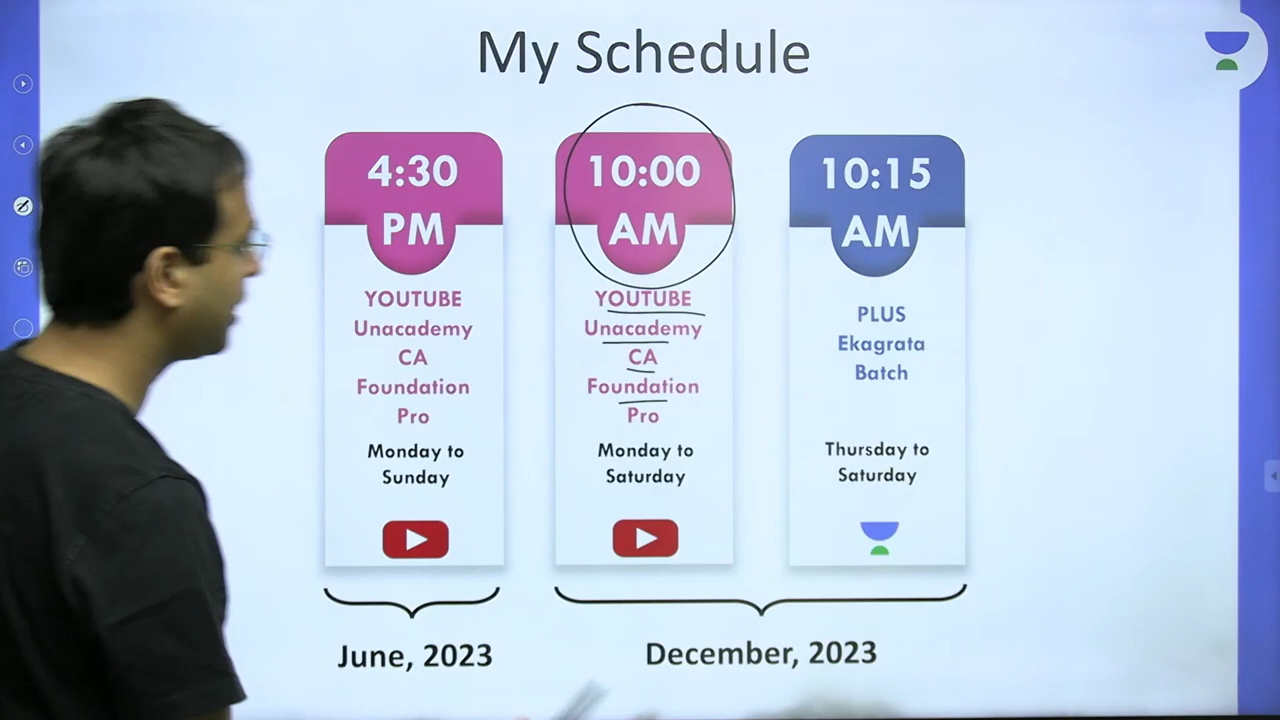 My Schedule
4:30
PM
YOUTUBE
Unacademy
CA
Foundation
Pro
Monday to
Sunday
10:00
AM
YOUTUBE
Unacademy
CA
Foundation
Pro
Monday to
Saturday
10:15
AM
PLUS
Ekagrata
Batch
Thursday to
Saturday
June, 2023
December, 2023